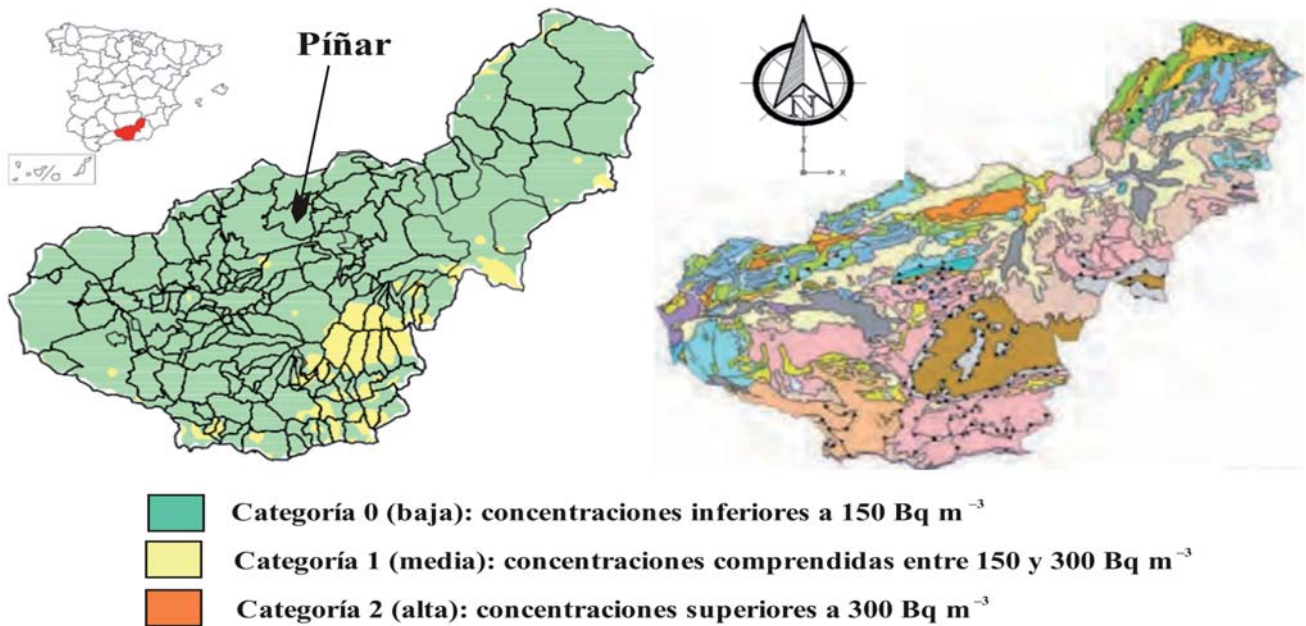 Píñar
N
Y
X
Categoría 0 (baja): concentraciones inferiores a 150 Bq m⁻³
Categoría 1 (media): concentraciones comprendidas entre 150 y 300 Bq m⁻³
Categoría 2 (alta): concentraciones superiores a 300 Bq m⁻³